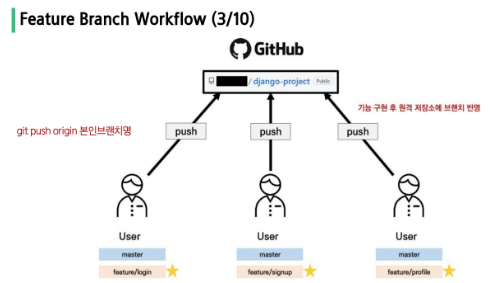 Feature Branch Workflow (3/10)
GitHub
/ django-project Public
기능 구현 후 원격 저장소에 브랜치 반영
git push origin 본인브랜치명
push
push
push
User
User
User
master
master
master
feature/login
feature/signup
feature/profile